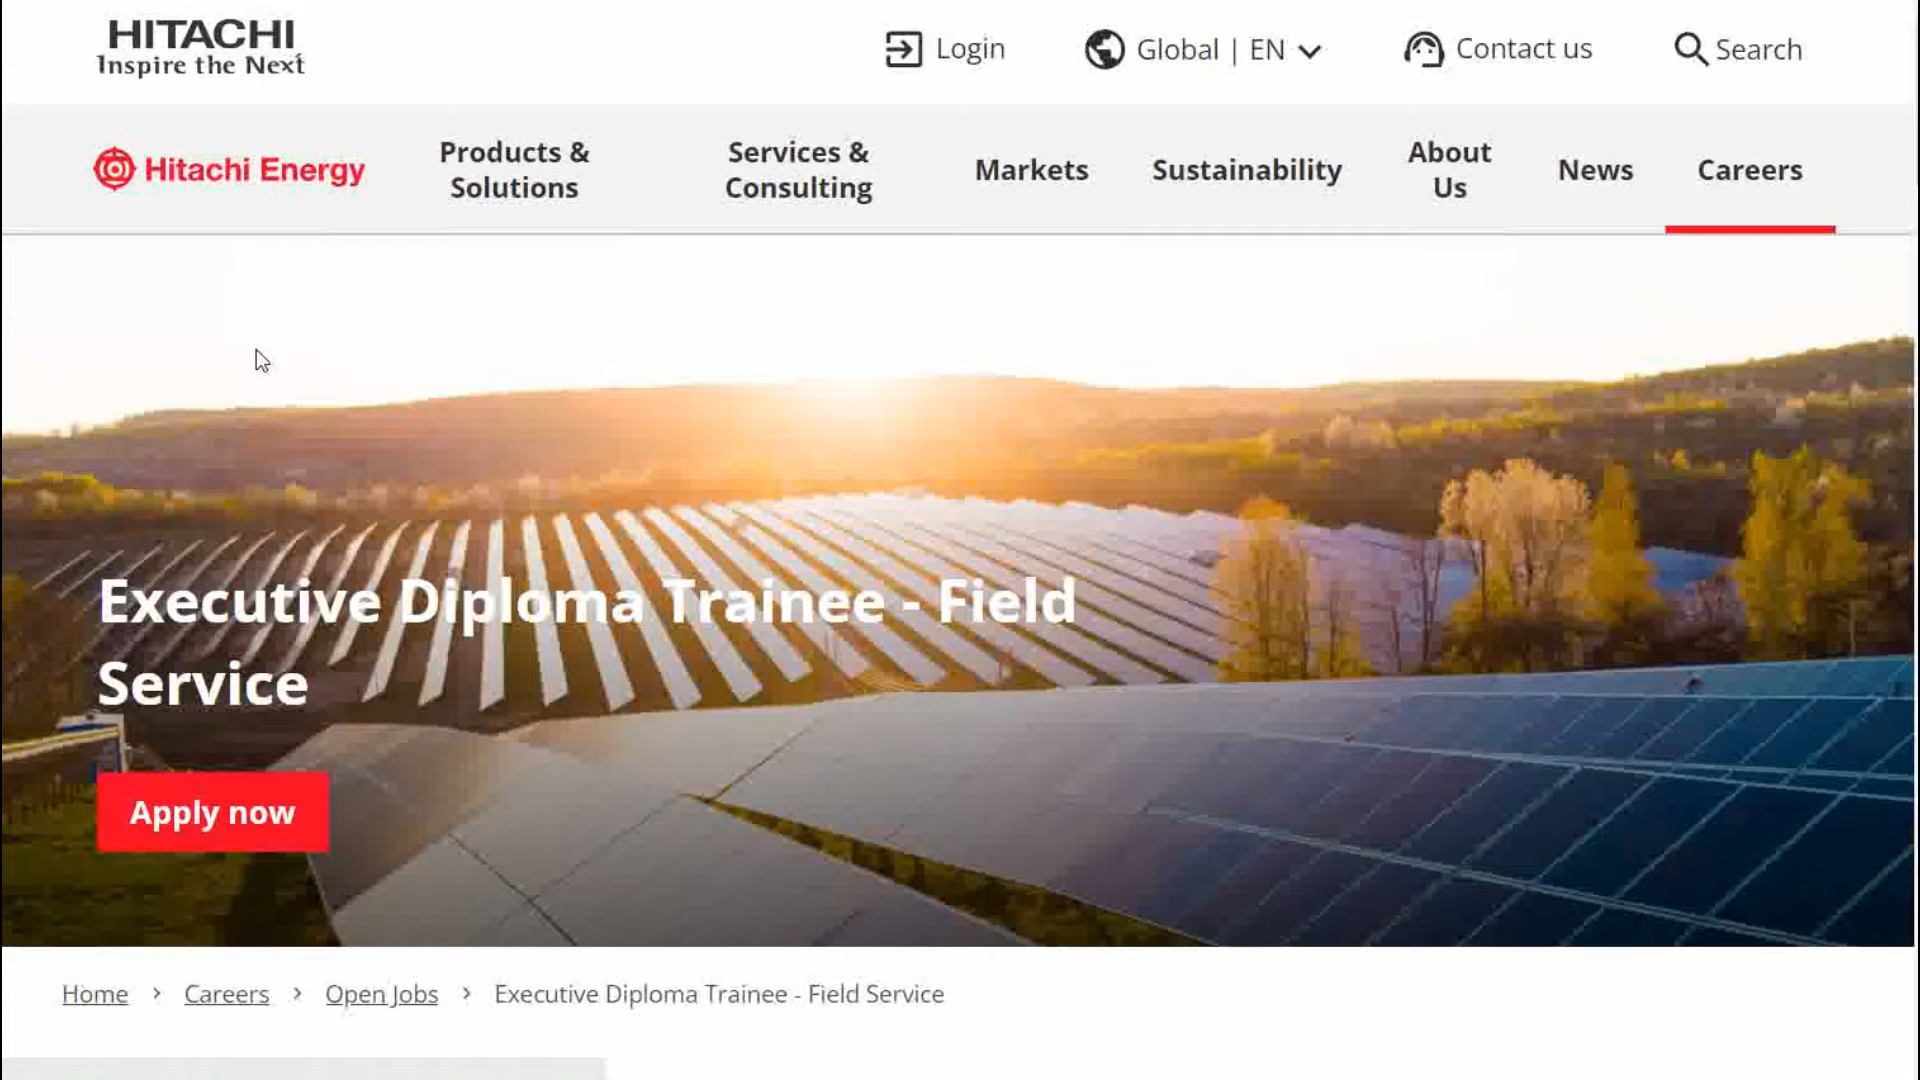 HITACHI
Inspire the Next
Login
Global | EN
Contact us
Search
Hitachi Energy
Products &
Solutions
Services &
Consulting
Markets
Sustainability
About
Us
News
Careers
Executive Diploma Trainee - Field
Service
Apply now
Home > Careers > Open Jobs > Executive Diploma Trainee - Field Service